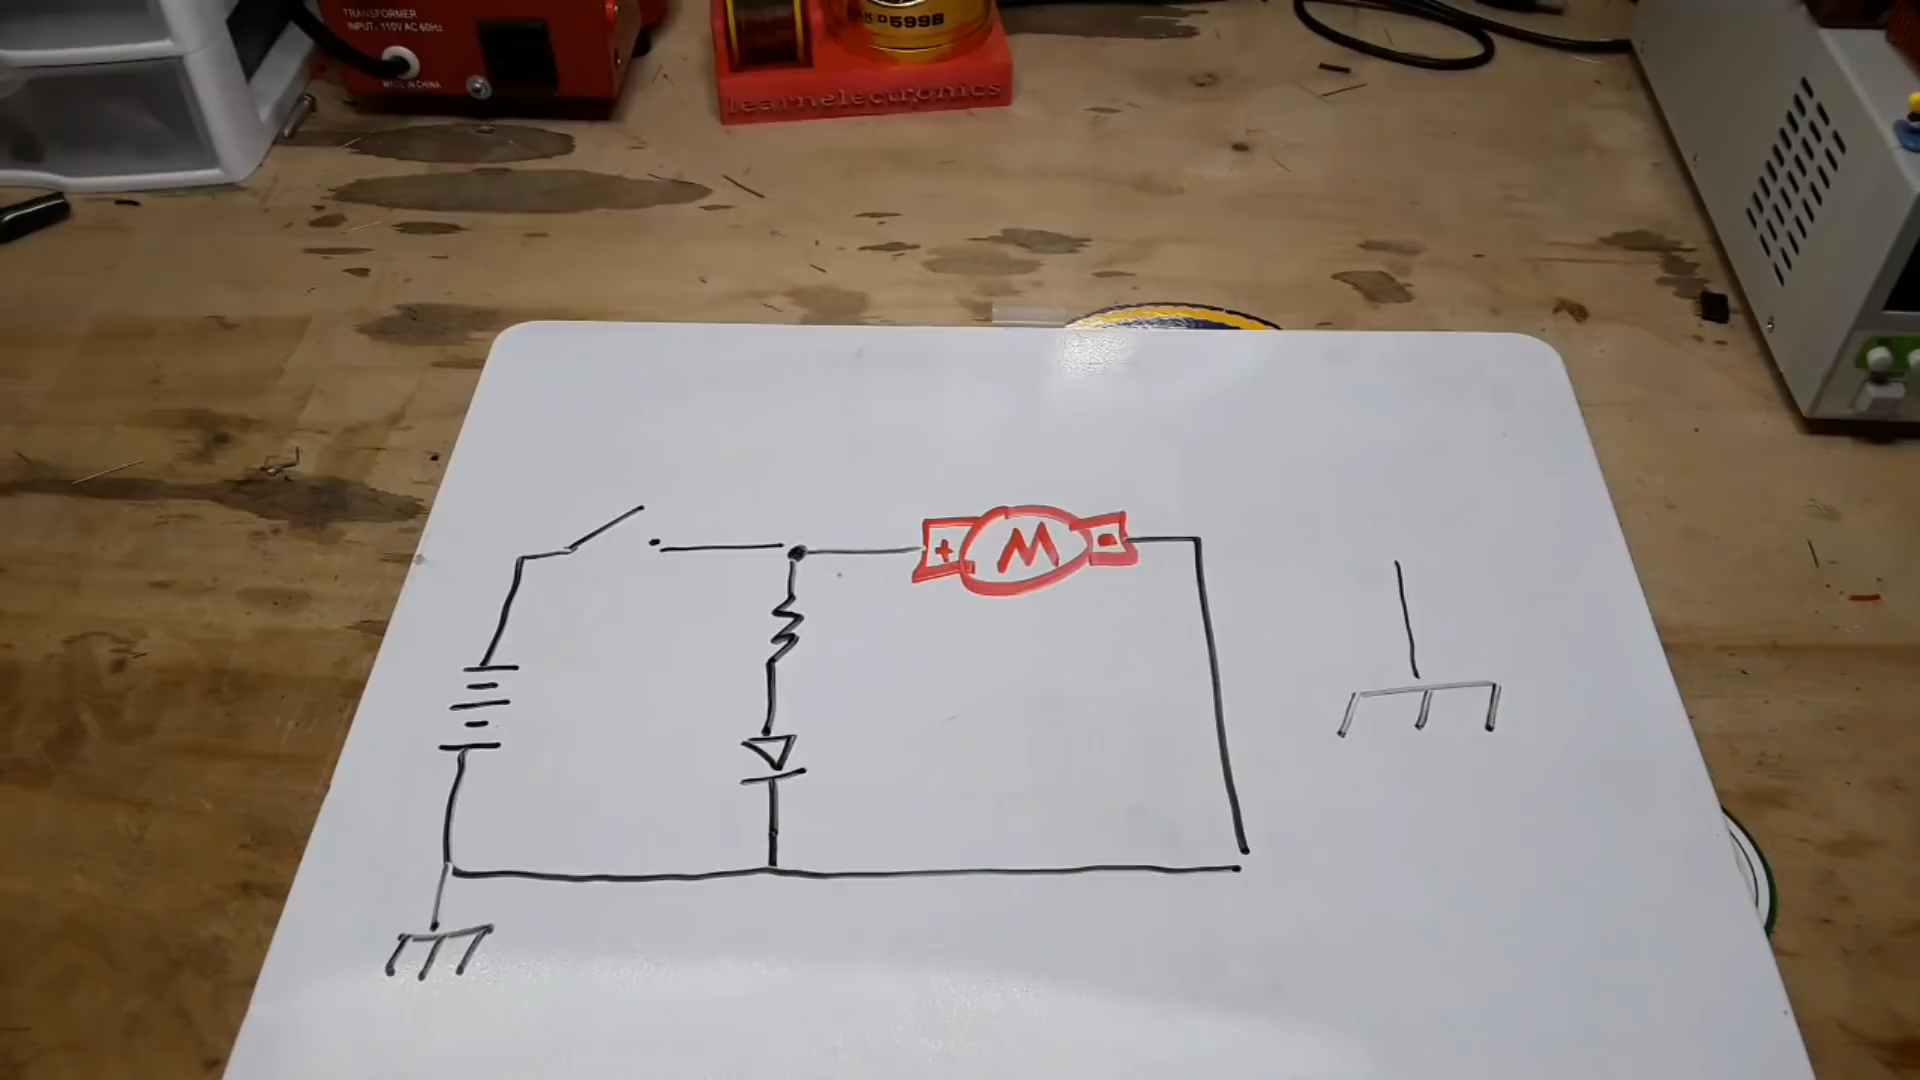 TRANSFORMER
INPUT: 110V AC 60Hz
MADE IN CHINA
D599B
learnelectronics
+ M -